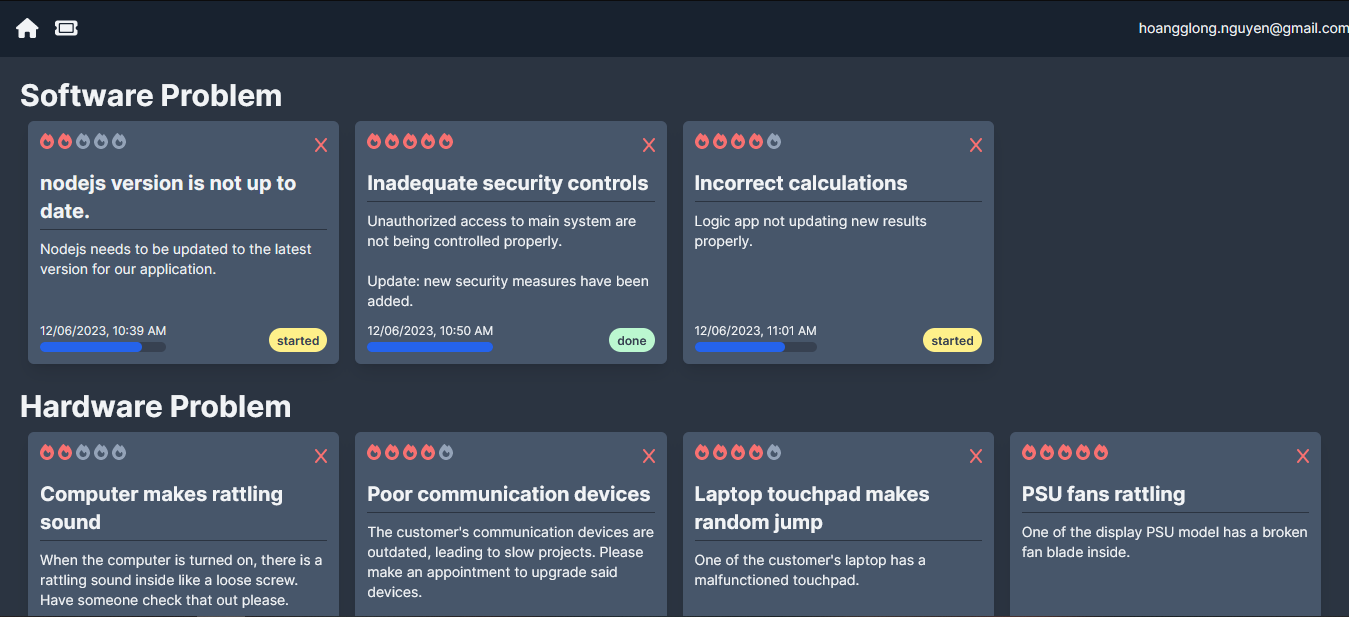 hoangglong.nguyen@gmail.com
Software Problem
nodejs version is not up to
date.
Nodejs needs to be updated to the latest
version for our application.
12/06/2023, 10:39 AM
started
Inadequate security controls
Unauthorized access to main system are
not being controlled properly.
Update: new security measures have been
added.
12/06/2023, 10:50 AM
done
Incorrect calculations
Logic app not updating new results
properly.
12/06/2023, 11:01 AM
started
Hardware Problem
Computer makes rattling
sound
When the computer is turned on, there is a
rattling sound inside like a loose screw.
Have someone check that out please.
Poor communication devices
The customer's communication devices are
outdated, leading to slow projects. Please
make an appointment to upgrade said
devices.
Laptop touchpad makes
random jump
One of the customer's laptop has a
malfunctioned touchpad.
PSU fans rattling
One of the display PSU model has a broken
fan blade inside.